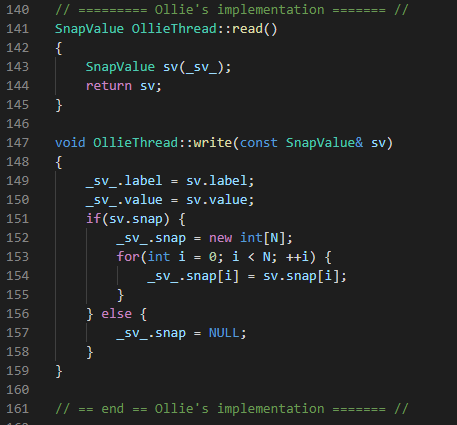 140 // ========= Ollie's implementation ======= //
141 SnapValue OllieThread::read()
142 {
143     SnapValue sv(_sv_);
144     return sv;
145 }
146
147 void OllieThread::write(const SnapValue& sv)
148 {
149     _sv_.label = sv.label;
150     _sv_.value = sv.value;
151     if(sv.snap) {
152         _sv_.snap = new int[N];
153         for(int i = 0; i < N; ++i) {
154             _sv_.snap[i] = sv.snap[i];
155         }
156     } else {
157         _sv_.snap = NULL;
158     }
159 }
160
161 // == end == Ollie's implementation ======= //